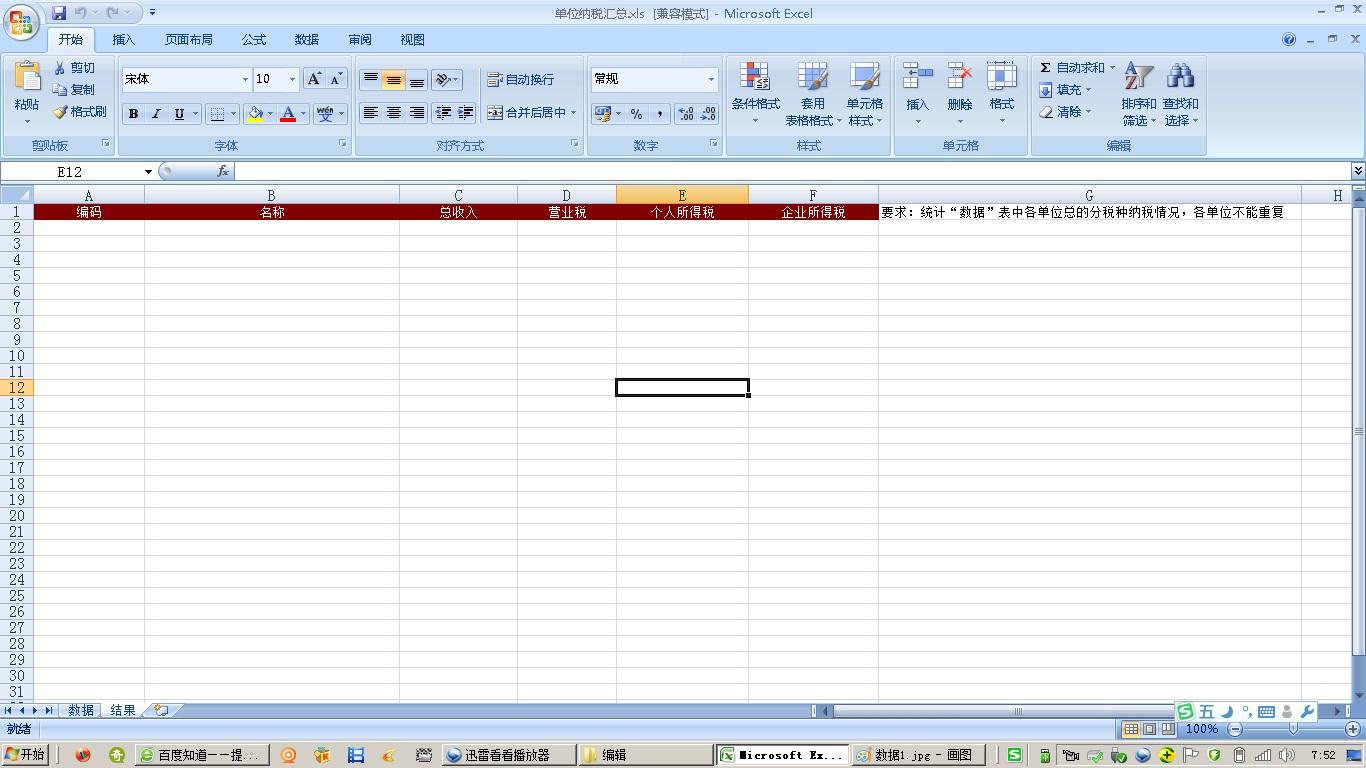 单位纳税汇总.xls [兼容模式] - Microsoft Excel
开始 插入 页面布局 公式 数据 审阅 视图
粘贴 剪切 复制 格式刷
宋体 10
B I U A wén 变
自动换行
合并后居中
常规
% ,
条件格式 套用表格格式 单元格样式
插入 删除 格式
Σ 自动求和 填充 清除
排序和筛选 查找和选择
剪贴板 字体 对齐方式 数字 样式 单元格 编辑
E12 fx
A B C D E F G H
1 编码 名称 总收入 营业税 个人所得税 企业所得税 要求：统计“数据”表中各单位总的分税种纳税情况，各单位不能重复
2
3
4
5
6
7
8
9
10
11
12
13
14
15
16
17
18
19
20
21
22
23
24
25
26
27
28
29
30
31
数据 结果
五
就绪 100%
开始 百度知道——提... 迅雷看看播放器 编辑 Microsoft Ex... 数据1.jpg - 画图 7:52